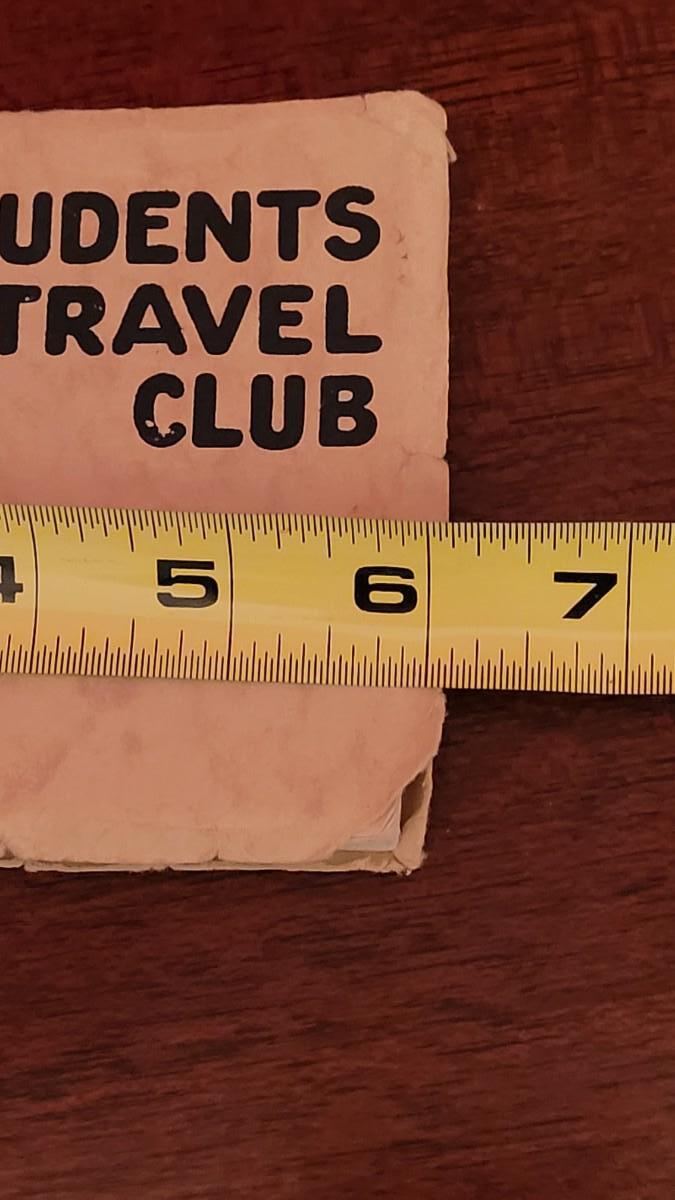 UDENTS
TRAVEL
CLUB
4 5 6 7